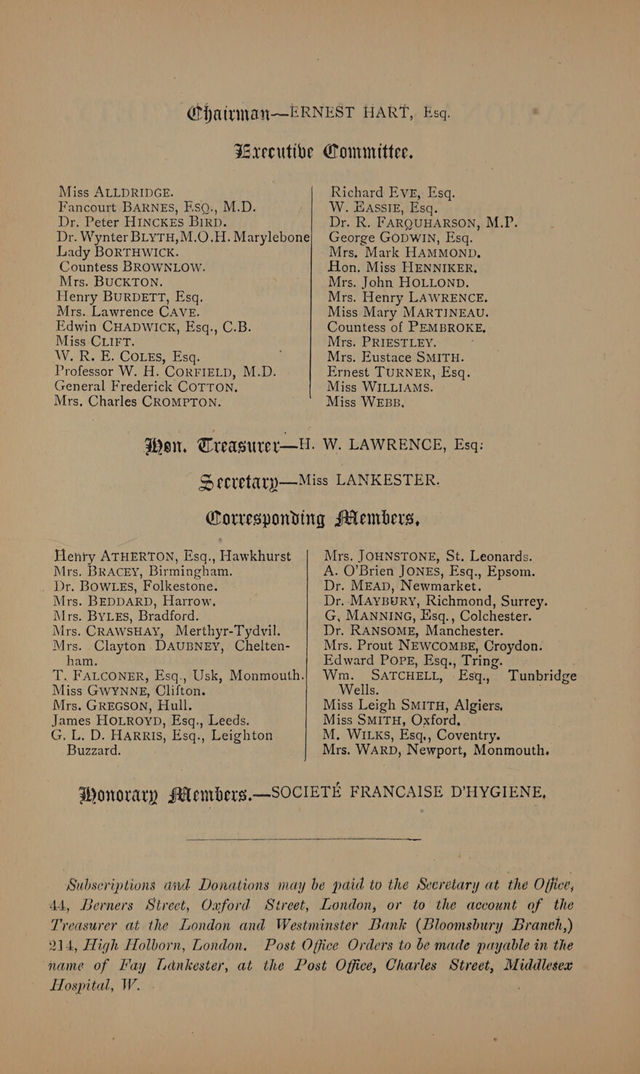 Chairman—ERNEST HART, Esq.
Executive Committee.
Miss ALLDRIDGE.
Fancourt BARNES, ESQ., M.D.
Dr. Peter HINCKES BIRD.
Dr. Wynter BLYTH, M.O.H. Marylebone
Lady BORTHWICK.
Countess BROWNLOW.
Mrs. BUCKTON.
Henry BURDETT, Esq.
Mrs. Lawrence CAVE.
Edwin CHADWICK, Esq., C.B.
Miss CLIFT.
W. R. E. COLES, Esq.
Professor W. H. CORFIELD, M.D.
General Frederick COTTON.
Mrs. Charles CROMPTON.
Richard EVE, Esq.
W. EASSIE, Esq.
Dr. R. FARQUHARSON, M.P.
George GODWIN, Esq.
Mrs. Mark HAMMOND.
Hon. Miss HENNIKER.
Mrs. John HOLLOND.
Mrs. Henry LAWRENCE.
Miss Mary MARTINEAU.
Countess of PEMBROKE.
Mrs. PRIESTLEY.
Mrs. Eustace SMITH.
Ernest TURNER, Esq.
Miss WILLIAMS.
Miss WEBB.
Hon. Treasurer—H. W. LAWRENCE, Esq:
Secretary—Miss LANKESTER.
Corresponding Members.
Henry ATHERTON, Esq., Hawkhurst
Mrs. BRACEY, Birmingham.
Dr. BOWLES, Folkestone.
Mrs. BEDDARD, Harrow.
Mrs. BYLES, Bradford.
Mrs. CRAWSHAY, Merthyr-Tydvil.
Mrs. Clayton DAUBNEY, Chelten-
ham.
T. FALCONER, Esq., Usk, Monmouth.
Miss GWYNNE, Clifton.
Mrs. GREGSON, Hull.
James HOLROYD, Esq., Leeds.
G. L. D. HARRIS, Esq., Leighton
Buzzard.
Mrs. JOHNSTONE, St. Leonards.
A. O'Brien JONES, Esq., Epsom.
Dr. MEAD, Newmarket.
Dr. MAYBURY, Richmond, Surrey.
G. MANNING, Esq., Colchester.
Dr. RANSOME, Manchester.
Mrs. Prout NEWCOMBE, Croydon.
Edward POPE, Esq., Tring.
Wm. SATCHELL, Esq., Tunbridge
Wells.
Miss Leigh SMITH, Algiers.
Miss SMITH, Oxford.
M. WILKS, Esq., Coventry.
Mrs. WARD, Newport, Monmouth.
Honorary Members.—SOCIETÉ FRANCAISE D'HYGIENE.
Subscriptions and Donations may be paid to the Secretary at the Office,
44, Berners Street, Oxford Street, London, or to the account of the
Treasurer at the London and Westminster Bank (Bloomsbury Branch,)
214, High Holborn, London. Post Office Orders to be made payable in the
name of Fay Lankester, at the Post Office, Charles Street, Middlesex
Hospital, W.